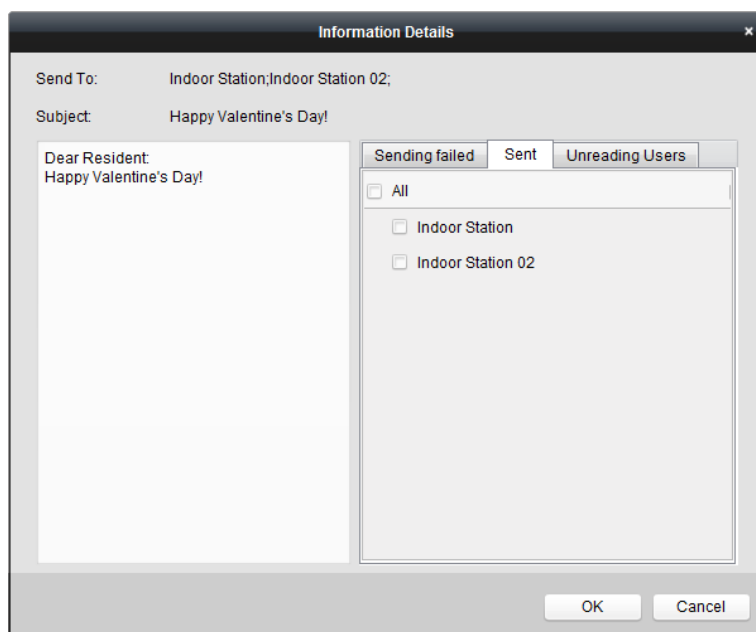 Information Details
Send To: Indoor Station;Indoor Station 02;
Subject: Happy Valentine's Day!
Dear Resident:
Happy Valentine's Day!
Sending failed Sent Unreading Users
All
Indoor Station
Indoor Station 02
OK Cancel